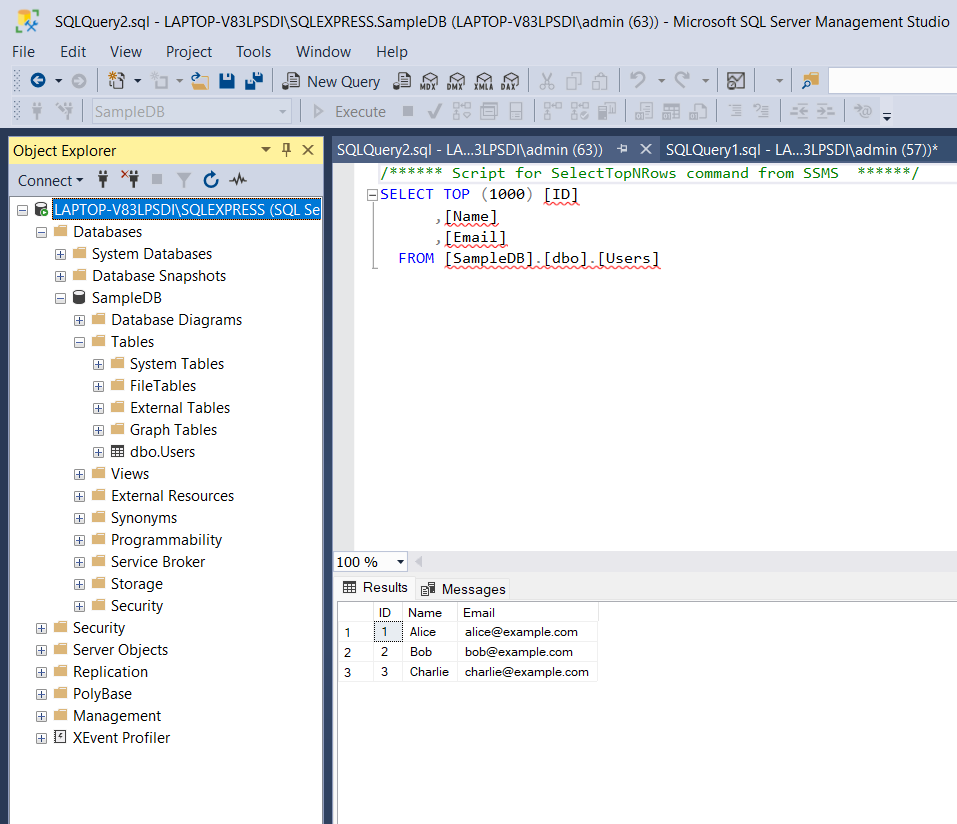 SQLQuery2.sql - LAPTOP-V83LPSDI\SQLEXPRESS.SampleDB (LAPTOP-V83LPSDI\admin (63)) - Microsoft SQL Server Management Studio
File Edit View Project Tools Window Help
New Query MDX DMX XMLA DAX
SampleDB Execute
Object Explorer
Connect
LAPTOP-V83LPSDI\SQLEXPRESS (SQL Se
Databases
System Databases
Database Snapshots
SampleDB
Database Diagrams
Tables
System Tables
FileTables
External Tables
Graph Tables
dbo.Users
Views
External Resources
Synonyms
Programmability
Service Broker
Storage
Security
Security
Server Objects
Replication
PolyBase
Management
XEvent Profiler
SQLQuery2.sql - LA...3LPSDI\admin (63)) SQLQuery1.sql - LA...3LPSDI\admin (57))*
/****** Script for SelectTopNRows command from SSMS  ******/
SELECT TOP (1000) [ID]
,[Name]
,[Email]
FROM [SampleDB].[dbo].[Users]
100 %
Results Messages
ID Name Email
1 1 Alice alice@example.com
2 2 Bob bob@example.com
3 3 Charlie charlie@example.com